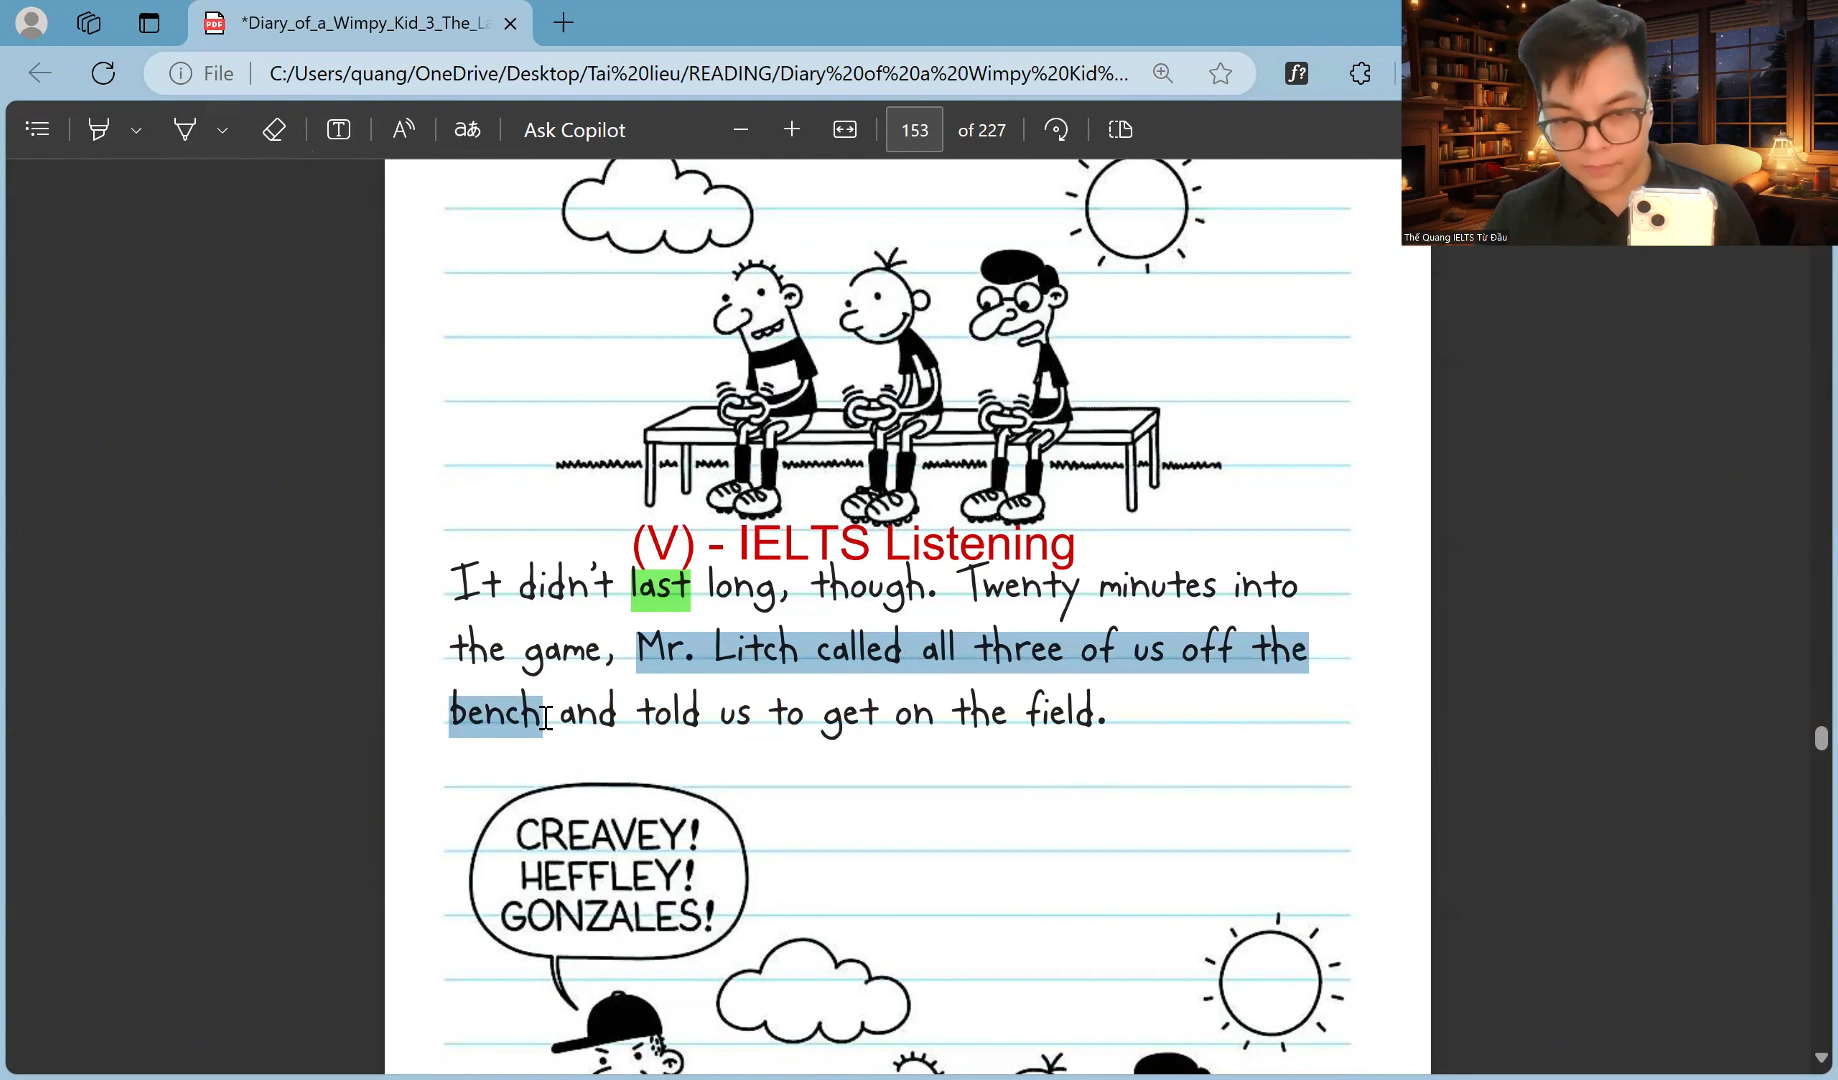 *Diary_of_a_Wimpy_Kid_3_The_La
File
C:/Users/quang/OneDrive/Desktop/Tai%20lieu/READING/Diary%20of%20a%20Wimpy%20Kid%...
Ask Copilot
153 of 227
Thế Quang IELTS Từ Đầu
(V) - IELTS Listening
It didn't last long, though. Twenty minutes into
the game, Mr. Litch called all three of us off the
bench and told us to get on the field.
CREAVEY!
HEFFLEY!
GONZALES!